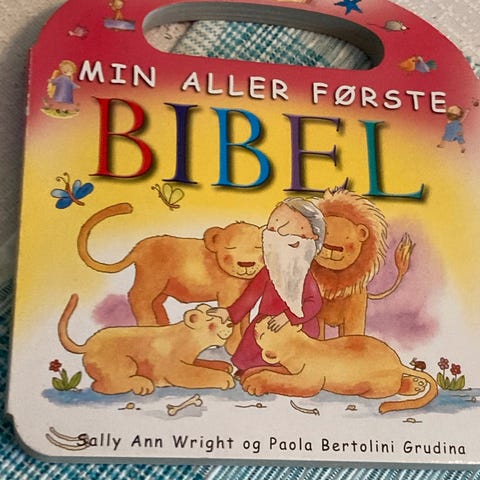 MIN ALLER FØRSTE
BIBEL
Sally Ann Wright og Paola Bertolini Grudina